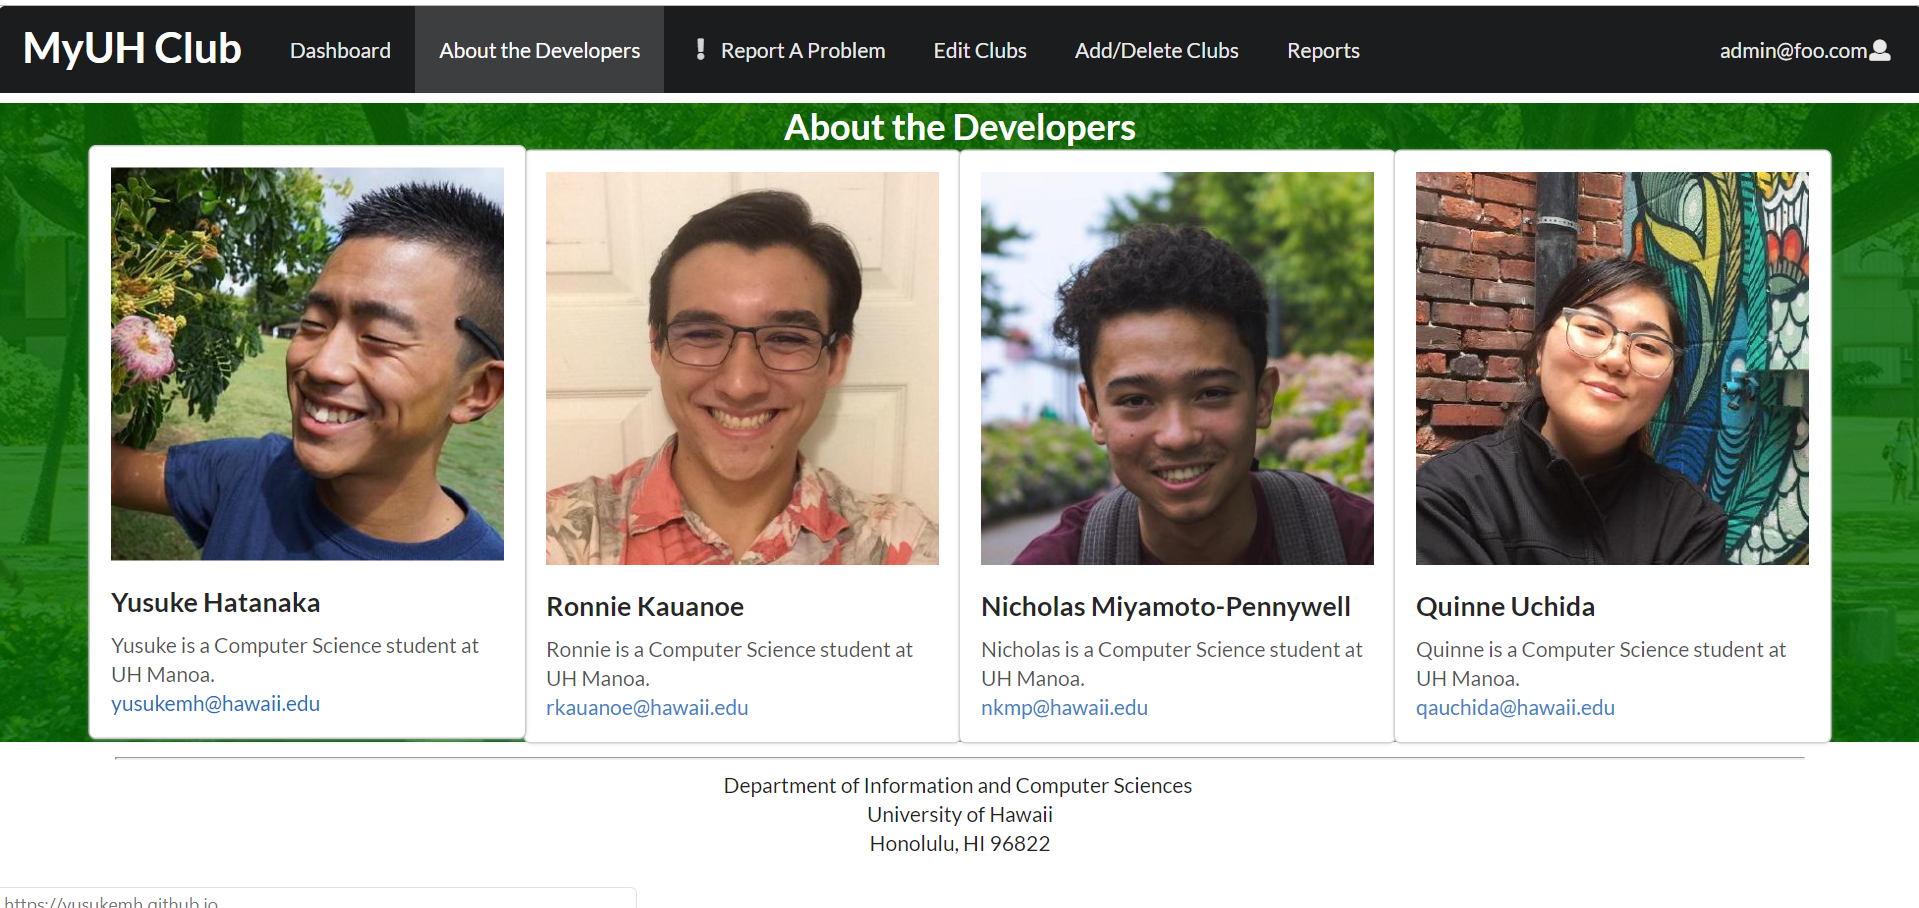 MyUH Club Dashboard About the Developers Report A Problem Edit Clubs Add/Delete Clubs Reports admin@foo.com
About the Developers
Yusuke Hatanaka
Yusuke is a Computer Science student at
UH Manoa.
yusukemh@hawaii.edu
Ronnie Kauanoe
Ronnie is a Computer Science student at
UH Manoa.
rkauanoe@hawaii.edu
Nicholas Miyamoto-Pennywell
Nicholas is a Computer Science student at
UH Manoa.
nkmp@hawaii.edu
Quinne Uchida
Quinne is a Computer Science student at
UH Manoa.
qauchida@hawaii.edu
Department of Information and Computer Sciences
University of Hawaii
Honolulu, HI 96822
https://yusukemh.github.io